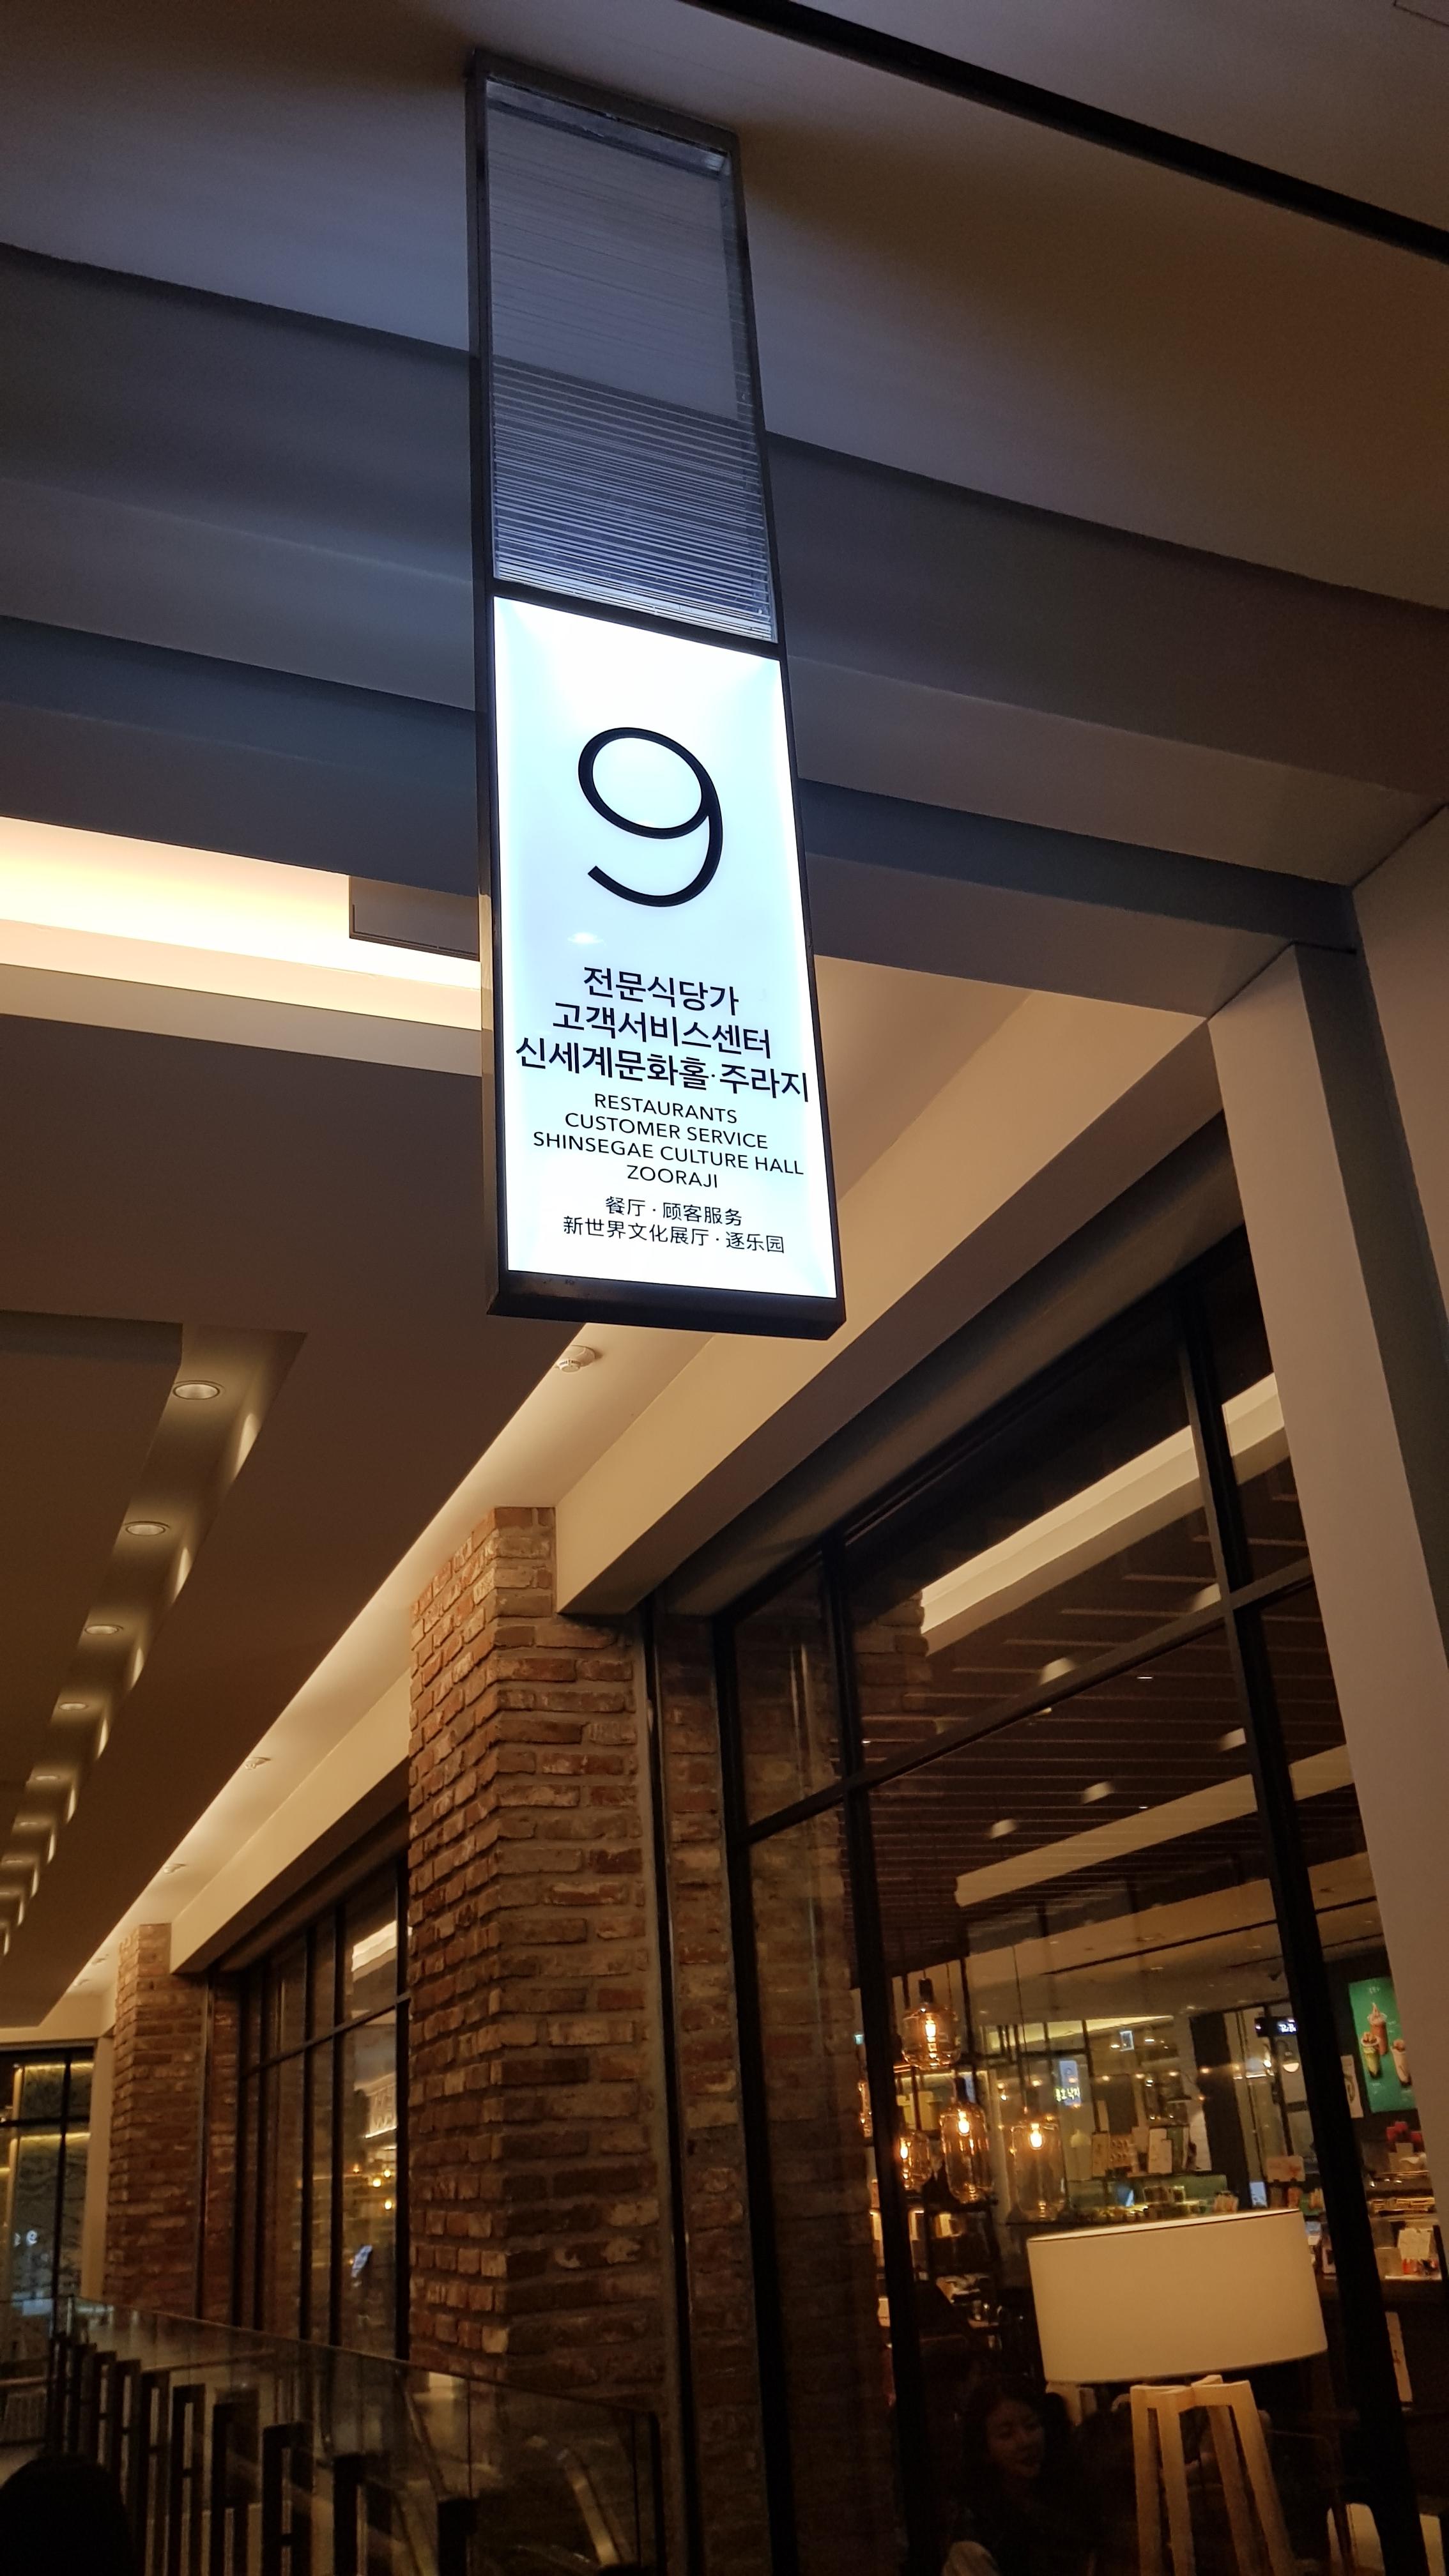 9
전문식당가
고객서비스센터
신세계문화홀·주라지
RESTAURANTS
CUSTOMER SERVICE
SHINSEGAE CULTURE HALL
ZOORAJI
餐厅·顾客服务
新世界文化展厅·逐乐园